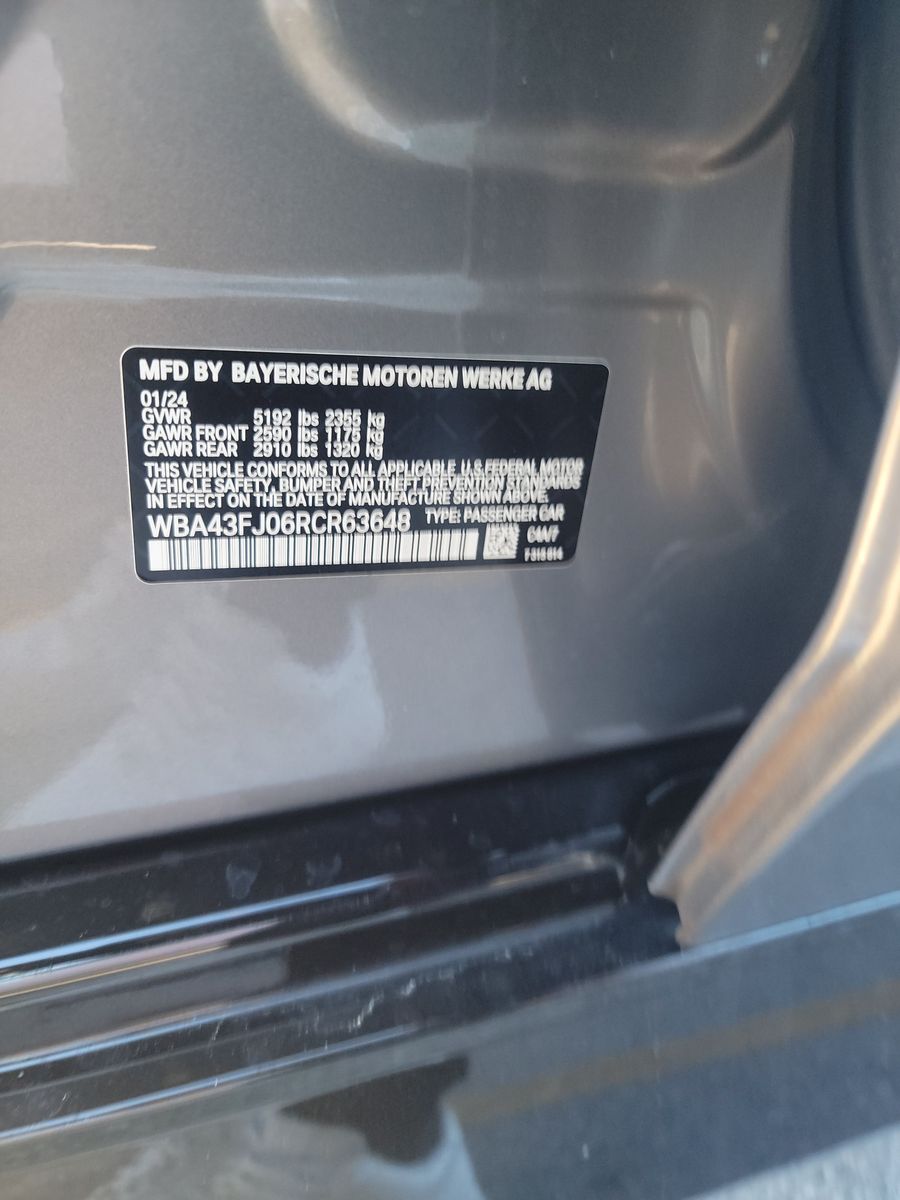 MFD BY BAYERISCHE MOTOREN WERKE AG
01/24
GVWR 5192 lbs 2355 kg
GAWR FRONT 2590 lbs 1175 kg
GAWR REAR 2910 lbs 1320 kg
THIS VEHICLE CONFORMS TO ALL APPLICABLE U.S. FEDERAL MOTOR
VEHICLE SAFETY, BUMPER AND THEFT PREVENTION STANDARDS
IN EFFECT ON THE DATE OF MANUFACTURE SHOWN ABOVE.
WBA43FJ06RCR63648 TYPE: PASSENGER CAR